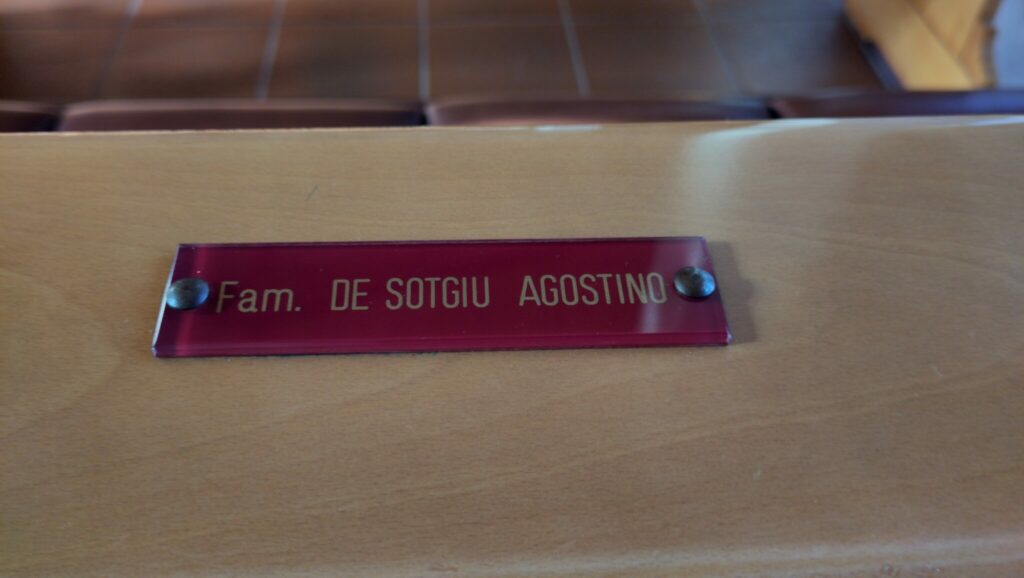 Fam. DE SOTGIU AGOSTINO